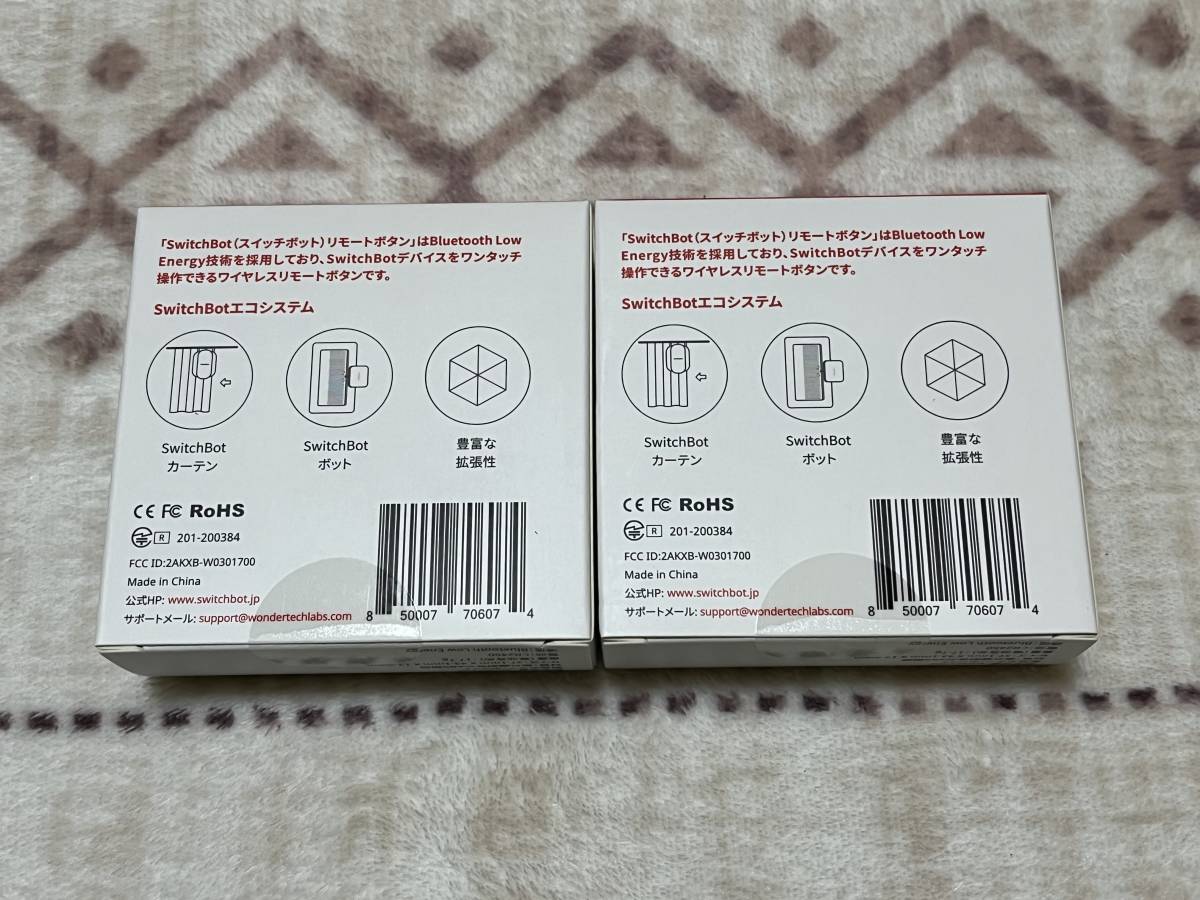 「SwitchBot（スイッチボット）リモートボタン」はBluetooth Low
Energy技術を採用しており、SwitchBotデバイスをワンタッチ
操作できるワイヤレスリモートボタンです。
SwitchBotエコシステム
SwitchBot
カーテン
SwitchBot
ボット
豊富な
拡張性
CE FC RoHS
R 201-200384
FCC ID:2AKXB-W0301700
Made in China
公式HP: www.switchbot.jp
サポートメール: support@wondertechlabs.com
8 50007 70607 4
「SwitchBot（スイッチボット）リモートボタン」はBluetooth Low
Energy技術を採用しており、SwitchBotデバイスをワンタッチ
操作できるワイヤレスリモートボタンです。
SwitchBotエコシステム
SwitchBot
カーテン
SwitchBot
ボット
豊富な
拡張性
CE FC RoHS
R 201-200384
FCC ID:2AKXB-W0301700
Made in China
公式HP: www.switchbot.jp
サポートメール: support@wondertechlabs.com
8 50007 70607 4